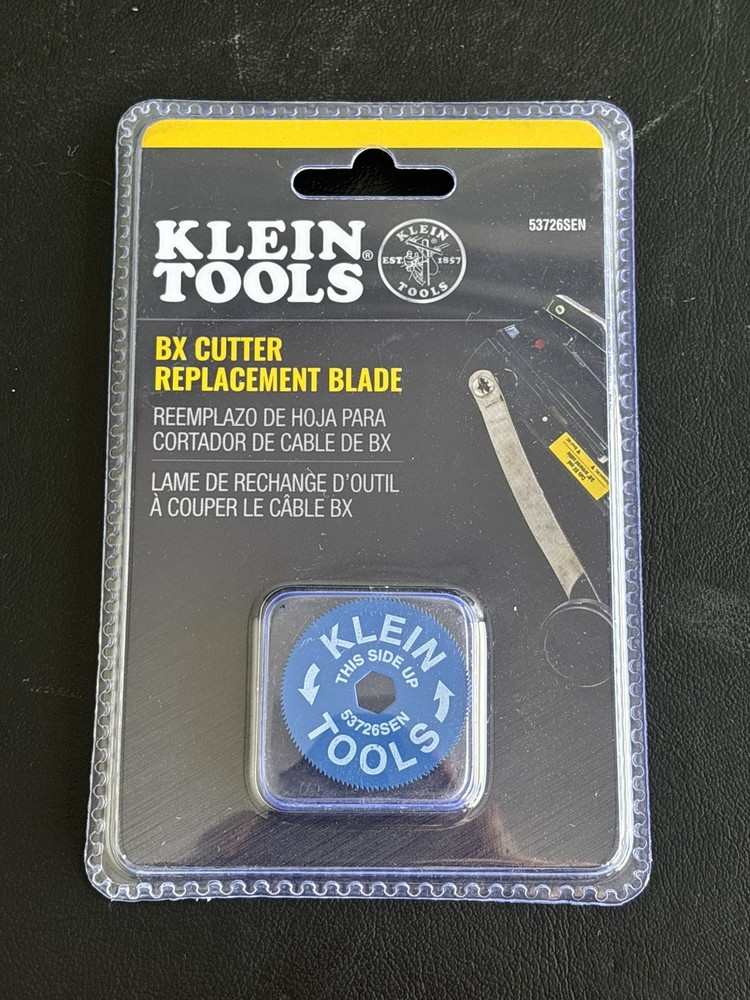 53726SEN
KLEIN
TOOLS®
KLEIN
EST. 1857
TOOLS
BX CUTTER
REPLACEMENT BLADE
REEMPLAZO DE HOJA PARA
CORTADOR DE CABLE DE BX
LAME DE RECHANGE D'OUTIL
À COUPER LE CÂBLE BX
KLEIN
THIS SIDE UP
53726SEN
TOOLS